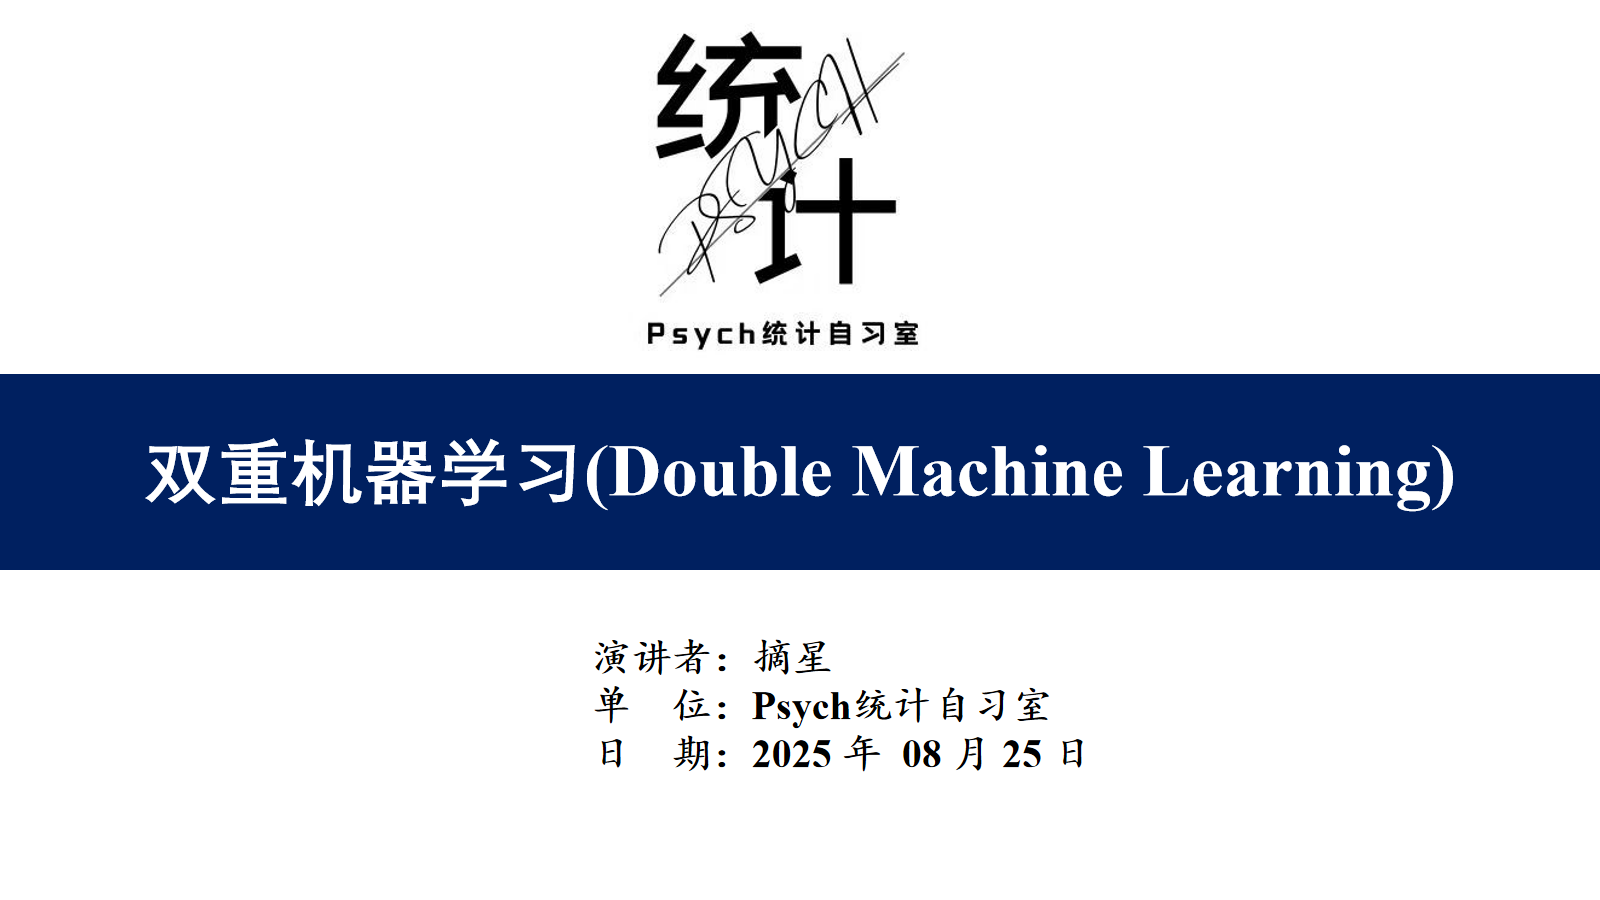 统
Psych
计
Psych统计自习室
双重机器学习(Double Machine Learning)
演讲者：摘星
单 位：Psych统计自习室
日 期：2025 年 08 月 25 日